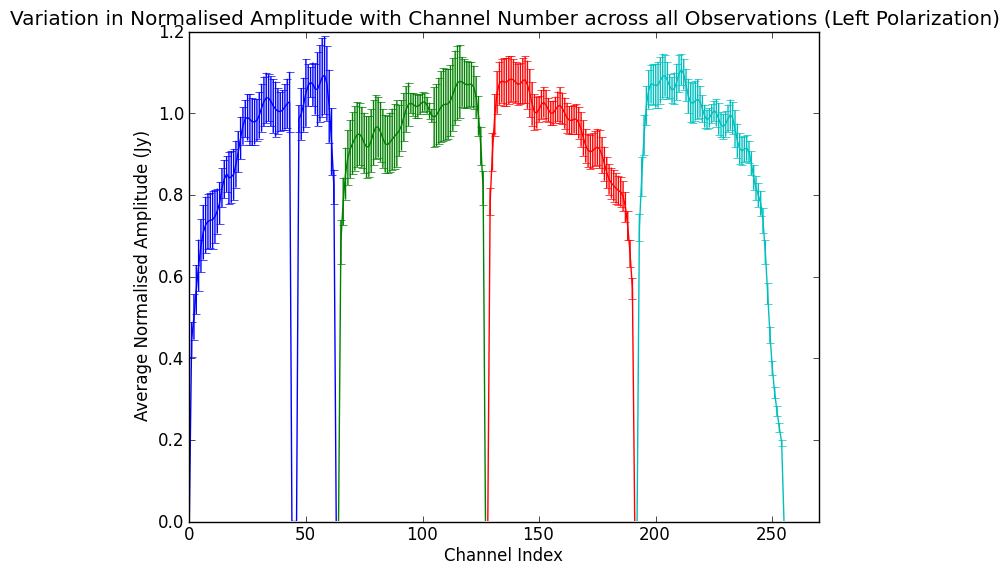 Variation in Normalised Amplitude with Channel Number across all Observations (Left Polarization)
1.2
1.0
0.8
0.6
0.4
0.2
0.0
Average Normalised Amplitude (Jy)
0 50 100 150 200 250
Channel Index